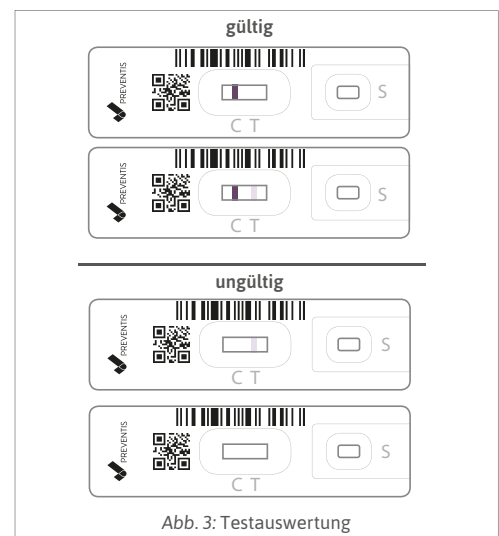 gültig
PREVENTIS
S
C T
PREVENTIS
S
C T
ungültig
PREVENTIS
S
C T
PREVENTIS
S
C T
Abb. 3: Testauswertung